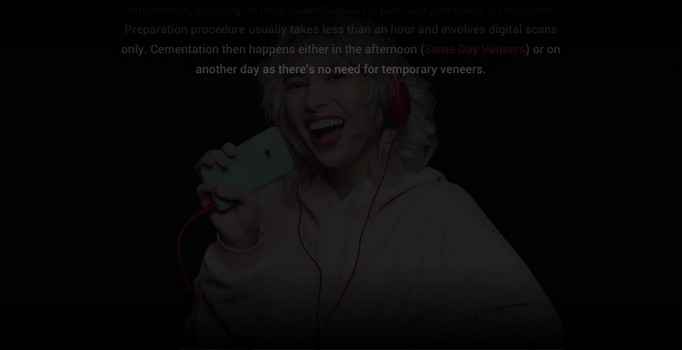 Preparation procedure usually takes less than an hour and involves digital scans
only. Cementation then happens either in the afternoon (Same Day Veneers) or on
another day as there's no need for temporary veneers.